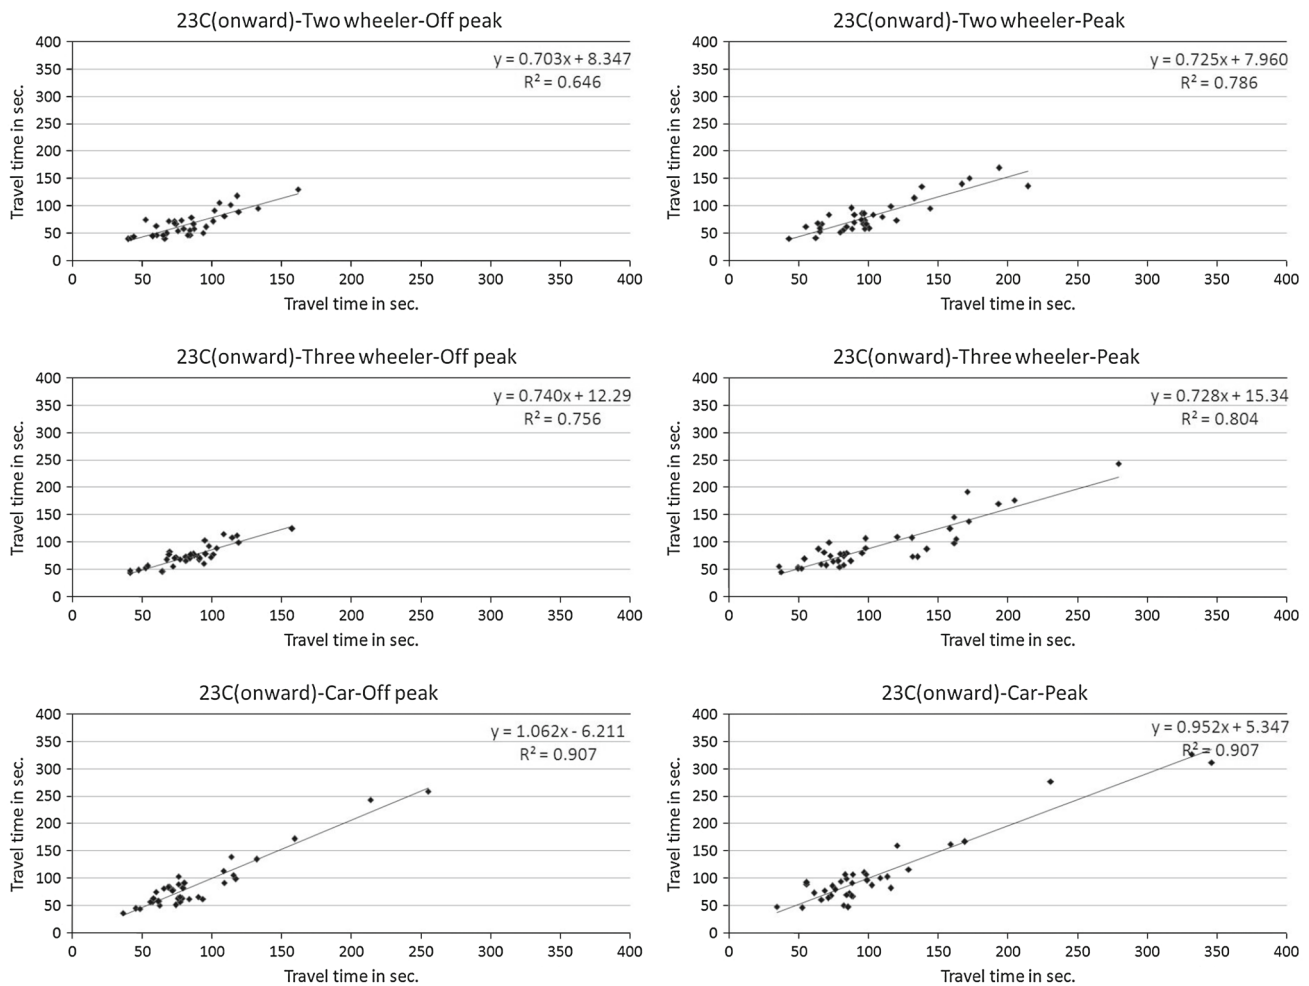 23C(onward)-Two wheeler-Off peak
y = 0.703x + 8.347
R² = 0.646
Travel time in sec.
400
350
300
250
200
150
100
50
0
0 50 100 150 200 250 300 350 400
Travel time in sec.
23C(onward)-Two wheeler-Peak
y = 0.725x + 7.960
R² = 0.786
Travel time in sec.
400
350
300
250
200
150
100
50
0
0 50 100 150 200 250 300 350 400
Travel time in sec.
23C(onward)-Three wheeler-Off peak
y = 0.740x + 12.29
R² = 0.756
Travel time in sec.
400
350
300
250
200
150
100
50
0
0 50 100 150 200 250 300 350 400
Travel time in sec.
23C(onward)-Three wheeler-Peak
y = 0.728x + 15.34
R² = 0.804
Travel time in sec.
400
350
300
250
200
150
100
50
0
0 50 100 150 200 250 300 350 400
Travel time in sec.
23C(onward)-Car-Off peak
y = 1.062x - 6.211
R² = 0.907
Travel time in sec.
400
350
300
250
200
150
100
50
0
0 50 100 150 200 250 300 350 400
Travel time in sec.
23C(onward)-Car-Peak
y = 0.952x + 5.347
R² = 0.907
Travel time in sec.
400
350
300
250
200
150
100
50
0
0 50 100 150 200 250 300 350 400
Travel time in sec.